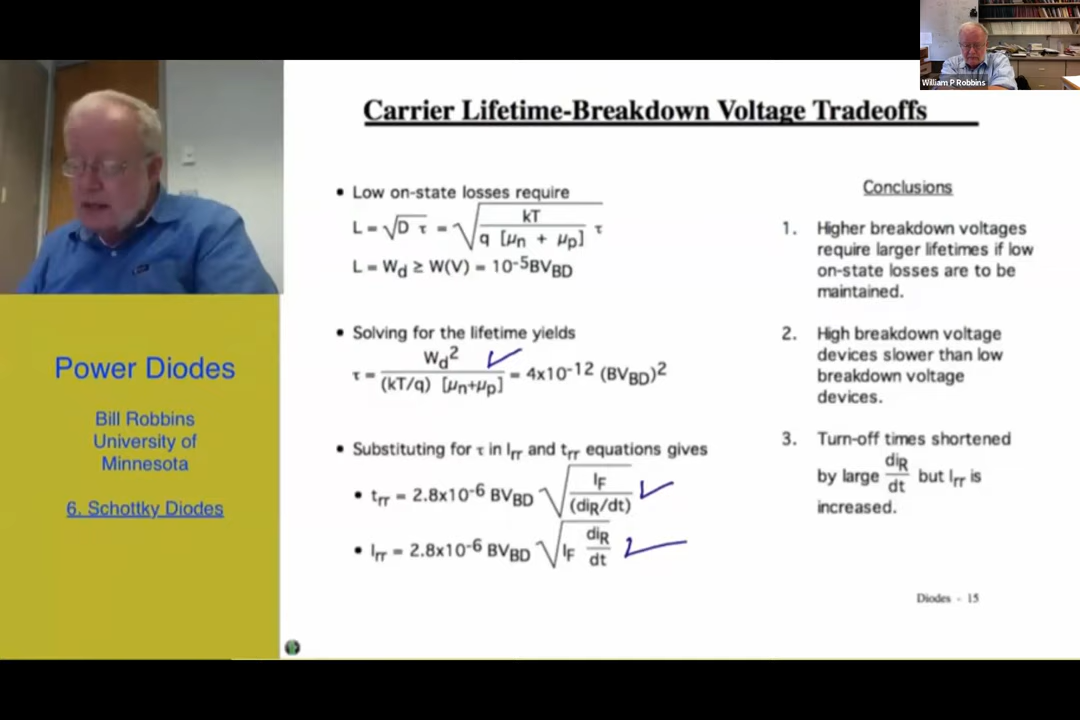 William P Robbins
Carrier Lifetime-Breakdown Voltage Tradeoffs
• Low on-state losses require
L = √D τ = √(kT / q [μn + μp]) τ
L = Wd ≥ W(V) = 10⁻⁵BVBD
• Solving for the lifetime yields
τ = Wd² / (kT/q) [μn+μp] = 4x10⁻¹² (BVBD)²
• Substituting for τ in Irr and trr equations gives
• trr = 2.8x10⁻⁶ BVBD √(IF / (diR/dt))
• Irr = 2.8x10⁻⁶ BVBD √(IF diR/dt)
Conclusions
1. Higher breakdown voltages
require larger lifetimes if low
on-state losses are to be
maintained.
2. High breakdown voltage
devices slower than low
breakdown voltage
devices.
3. Turn-off times shortened
by large diR/dt but Irr is
increased.
Diodes - 15
Power Diodes
Bill Robbins
University of
Minnesota
6. Schottky Diodes